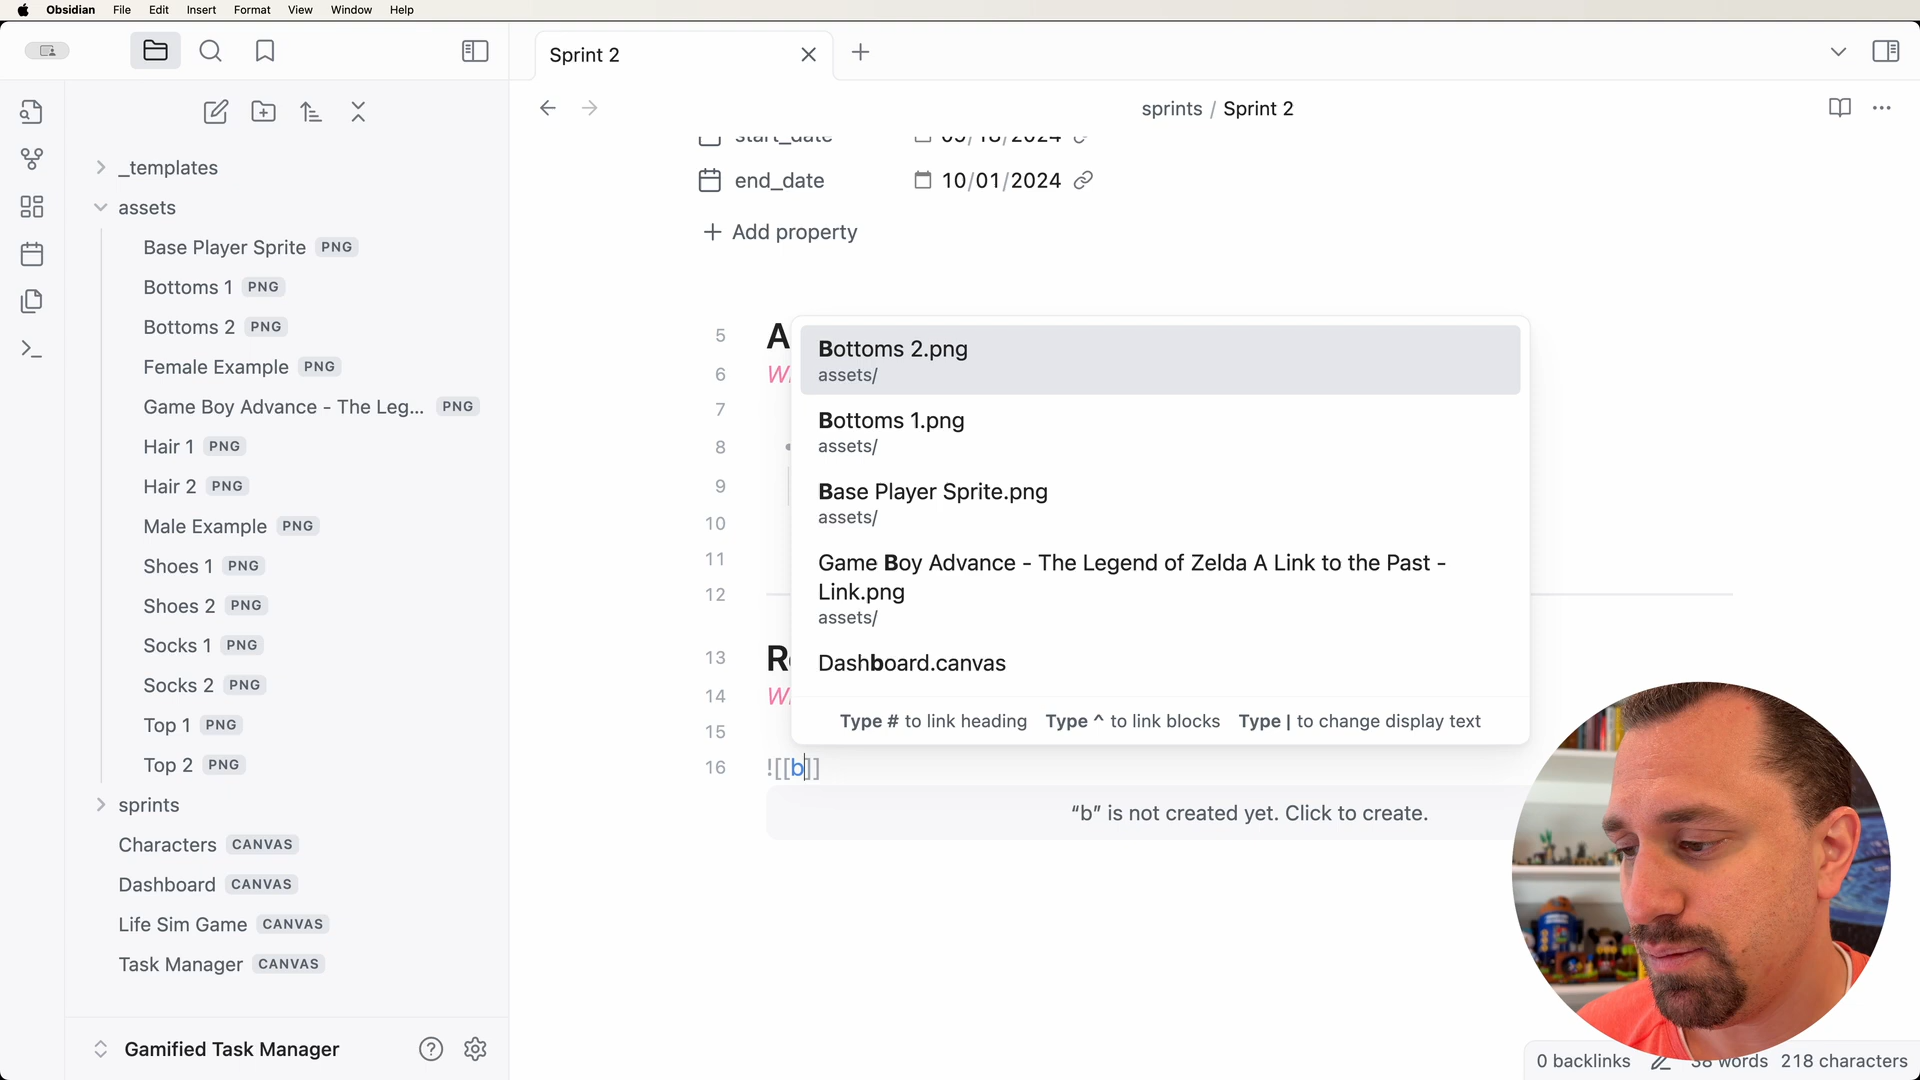 Obsidian File Edit Insert Format View Window Help
Sprint 2
sprints / Sprint 2
_templates
assets
Base Player Sprite PNG
Bottoms 1 PNG
Bottoms 2 PNG
Female Example PNG
Game Boy Advance - The Leg... PNG
Hair 1 PNG
Hair 2 PNG
Male Example PNG
Shoes 1 PNG
Shoes 2 PNG
Socks 1 PNG
Socks 2 PNG
Top 1 PNG
Top 2 PNG
sprints
Characters CANVAS
Dashboard CANVAS
Life Sim Game CANVAS
Task Manager CANVAS
Gamified Task Manager
start_date
end_date 10/01/2024
Add property
5 A
6 W
7
8
9
10
11
12
13 R
14 W
15
16 ![[b]]
Bottoms 2.png
assets/
Bottoms 1.png
assets/
Base Player Sprite.png
assets/
Game Boy Advance - The Legend of Zelda A Link to the Past -
Link.png
assets/
Dashboard.canvas
Type # to link heading Type ^ to link blocks Type | to change display text
“b” is not created yet. Click to create.
0 backlinks 38 words 218 characters